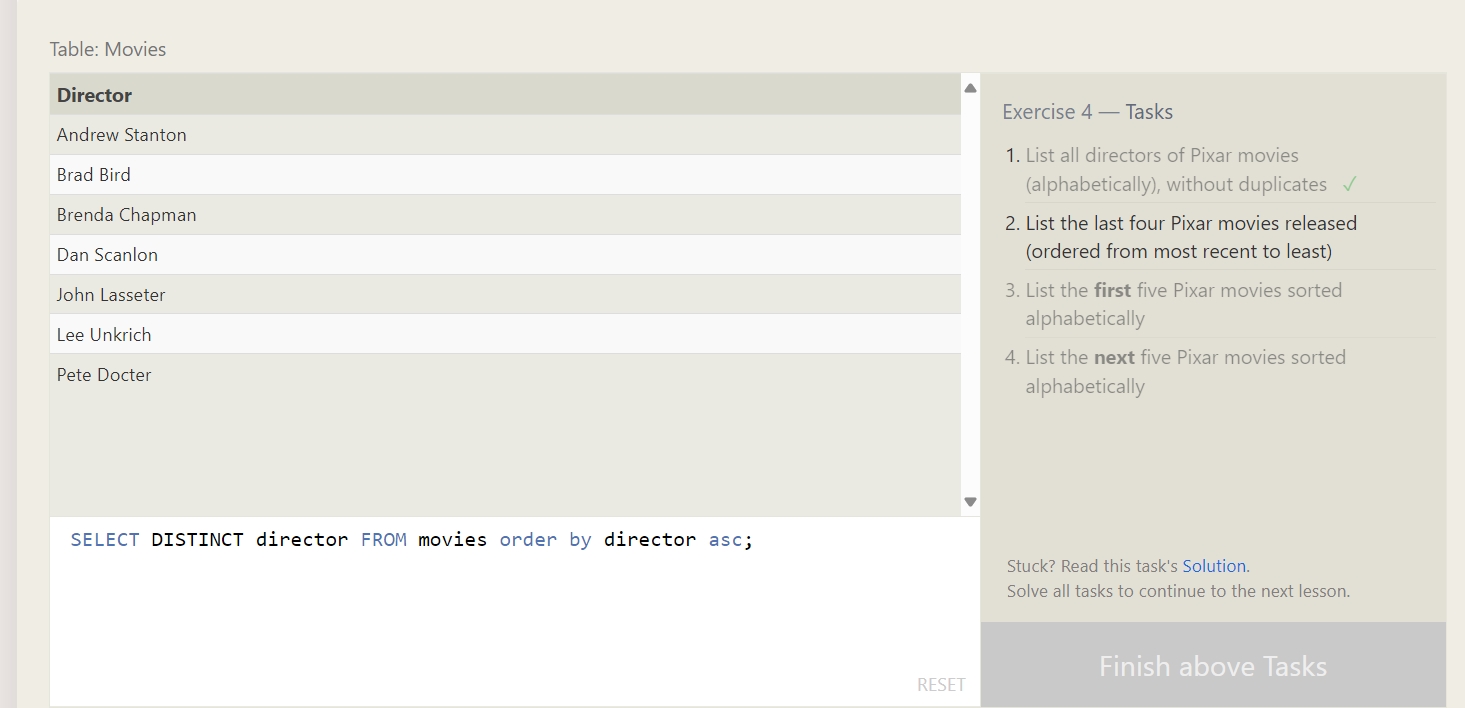 Table: Movies
Director
Andrew Stanton
Brad Bird
Brenda Chapman
Dan Scanlon
John Lasseter
Lee Unkrich
Pete Docter
SELECT DISTINCT director FROM movies order by director asc;
RESET
Exercise 4 — Tasks
1. List all directors of Pixar movies
(alphabetically), without duplicates ✓
2. List the last four Pixar movies released
(ordered from most recent to least)
3. List the first five Pixar movies sorted
alphabetically
4. List the next five Pixar movies sorted
alphabetically
Stuck? Read this task's Solution.
Solve all tasks to continue to the next lesson.
Finish above Tasks